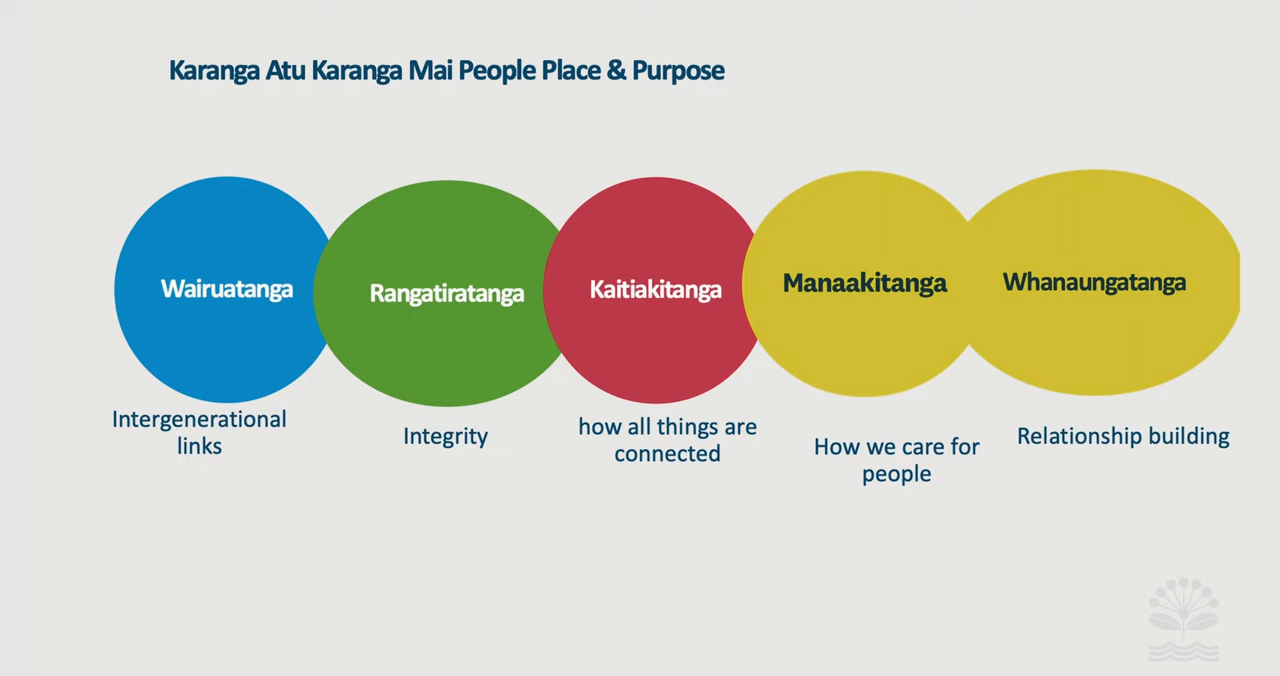 Karanga Atu Karanga Mai People Place & Purpose
Wairuatanga
Rangatiratanga
Kaitiakitanga
Manaakitanga
Whanaungatanga
Intergenerational
links
Integrity
how all things are
connected
How we care for
people
Relationship building